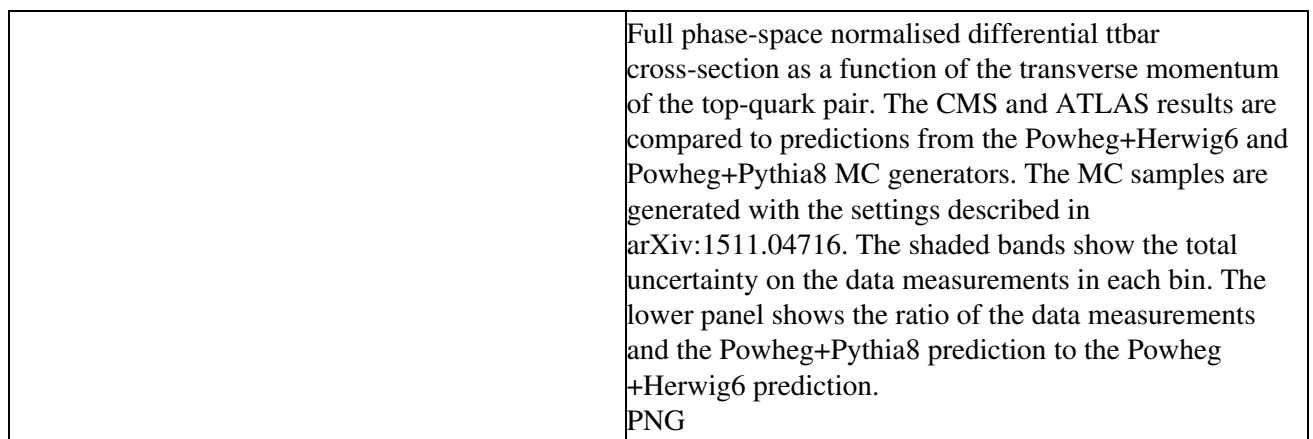 Full phase-space normalised differential ttbar
cross-section as a function of the transverse momentum
of the top-quark pair. The CMS and ATLAS results are
compared to predictions from the Powheg+Herwig6 and
Powheg+Pythia8 MC generators. The MC samples are
generated with the settings described in
arXiv:1511.04716. The shaded bands show the total
uncertainty on the data measurements in each bin. The
lower panel shows the ratio of the data measurements
and the Powheg+Pythia8 prediction to the Powheg
+Herwig6 prediction.
PNG